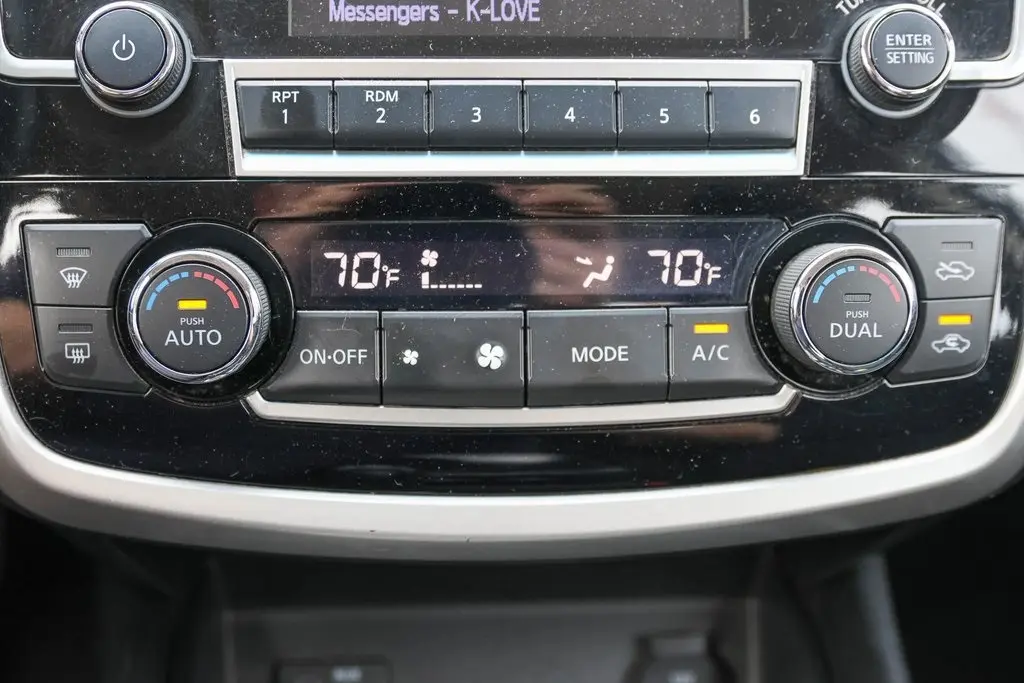 Messengers - K-LOVE
ENTER
SETTING
RPT
1
RDM
2
3
4
5
6
70°F
70°F
PUSH
AUTO
PUSH
DUAL
ON•OFF
MODE
A/C